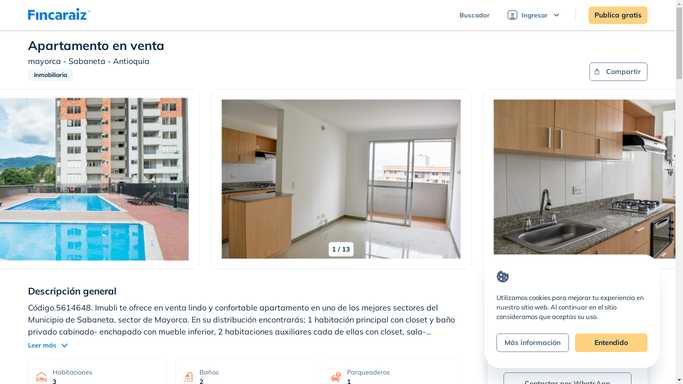 Fincaraiz
Buscador
Ingresar
Publica gratis
Apartamento en venta
mayorca - Sabaneta - Antioquia
Inmobiliaria
Compartir
1 / 13
Descripción general
Código.5614648. Imubli te ofrece en venta lindo y confortable apartamento en uno de los mejores sectores del
Municipio de Sabaneta, sector de Mayorca. En su distribución encontrarás; 1 habitación principal con closet y baño
privado cabinado- enchapado con mueble inferior, 2 habitaciones auxiliares cada de ellas con closet, sala-...
Leer más
Habitaciones
3
Baños
2
Parqueaderos
1
Utilizamos cookies para mejorar tu experiencia en
nuestro sitio web. Al continuar en el sitio
consideramos que aceptas su uso.
Más información
Entendido
Contactar por WhatsApp